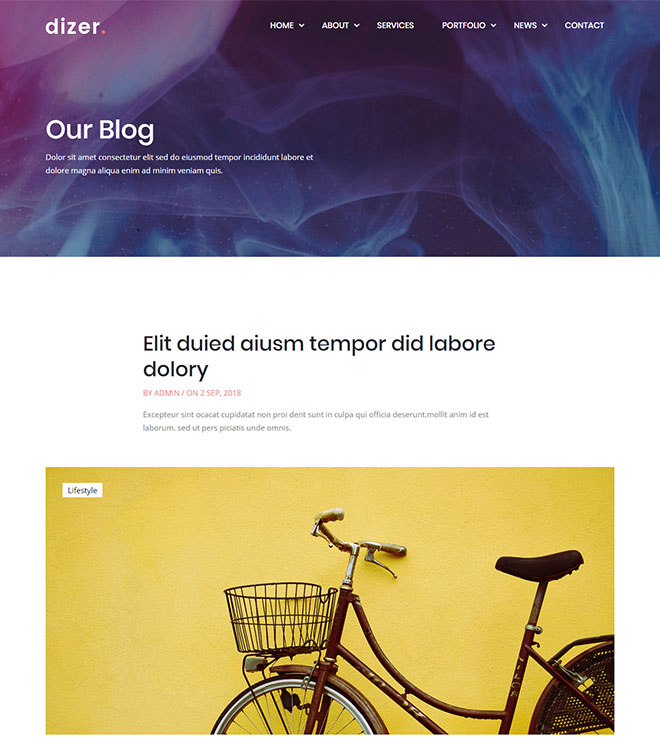 dizer.
HOME ABOUT SERVICES PORTFOLIO NEWS CONTACT
Our Blog
Dolor sit amet consectetur elit sed do eiusmod tempor incididunt labore et
dolore magna aliqua enim ad minim veniam quis.
Elit duied aiusm tempor did labore
dolory
BY ADMIN / ON 2 SEP, 2018
Excepteur sint ocacat cupidatat non proi dent sunt in culpa qui officia deserunt.mollit anim id est
laborum. sed ut pers piciatis unde omnis.
Lifestyle